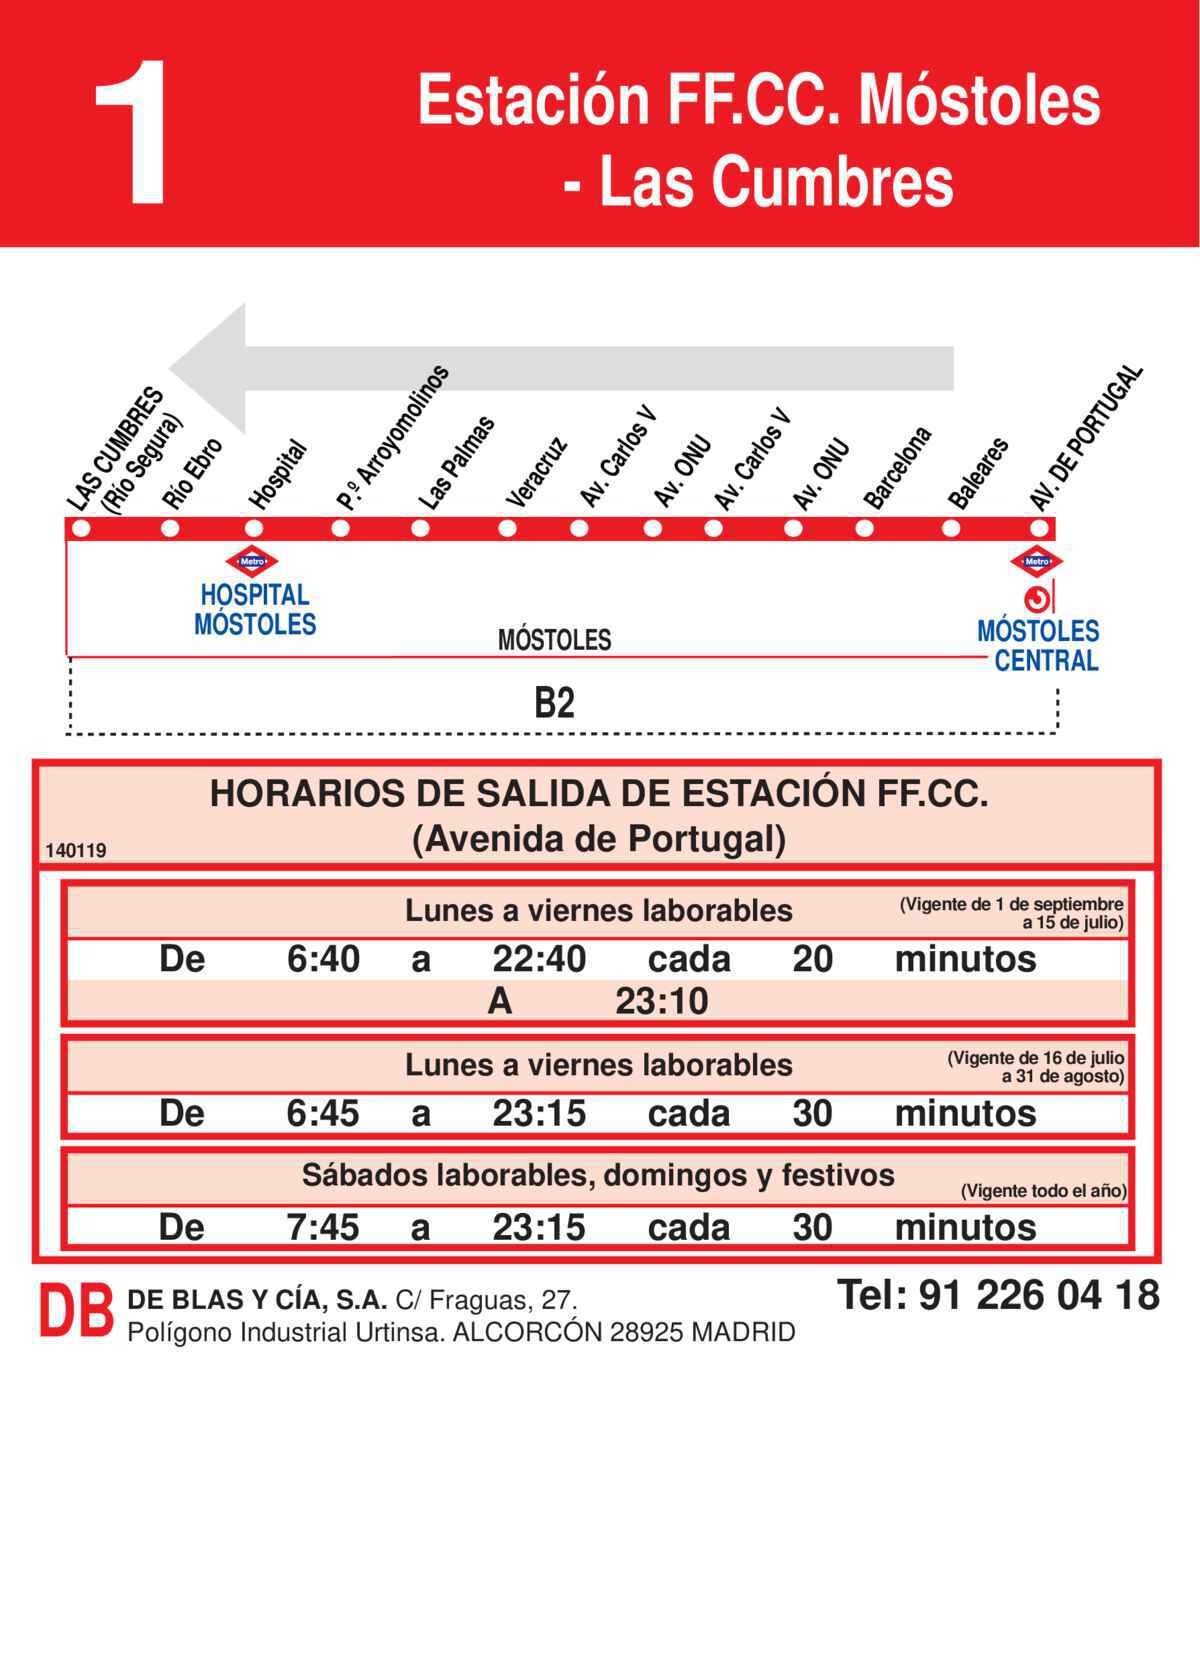 1
Estación FF.CC. Móstoles
- Las Cumbres
LAS CUMBRES
(Río Segura)
Río Ebro
Hospital
P.º Arroyomolinos
Las Palmas
Veracruz
Av. Carlos V
Av. ONU
Av. Carlos V
Av. ONU
Barcelona
Baleares
AV. DE PORTUGAL
Metro
HOSPITAL
MÓSTOLES
Metro
MÓSTOLES
CENTRAL
MÓSTOLES
B2
HORARIOS DE SALIDA DE ESTACIÓN FF.CC.
(Avenida de Portugal)
140119
Lunes a viernes laborables
(Vigente de 1 de septiembre
a 15 de julio)
De 6:40 a 22:40 cada 20 minutos
A 23:10
Lunes a viernes laborables
(Vigente de 16 de julio
a 31 de agosto)
De 6:45 a 23:15 cada 30 minutos
Sábados laborables, domingos y festivos
(Vigente todo el año)
De 7:45 a 23:15 cada 30 minutos
DB
DE BLAS Y CÍA, S.A. C/ Fraguas, 27.
Polígono Industrial Urtinsa. ALCORCÓN 28925 MADRID
Tel: 91 226 04 18